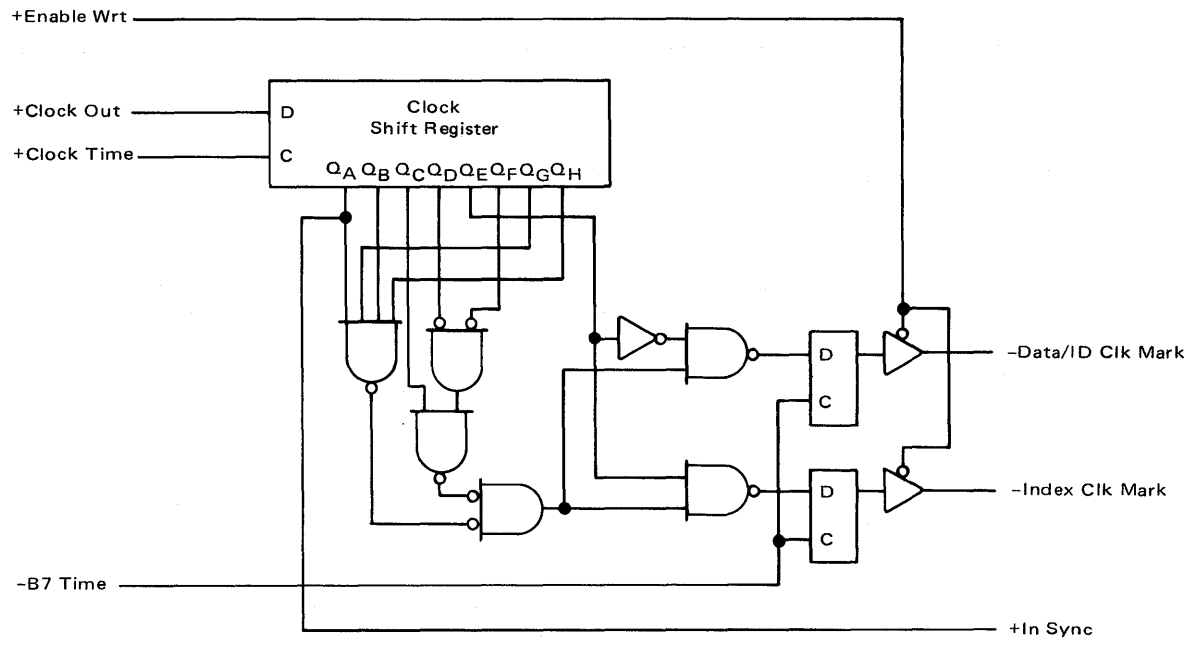 +Enable Wrt
+Clock Out
D
Clock
Shift Register
+Clock Time
C
QA QB QC QD QE QF QG QH
D
-Data/ID Clk Mark
C
D
-Index Clk Mark
C
-B7 Time
+In Sync